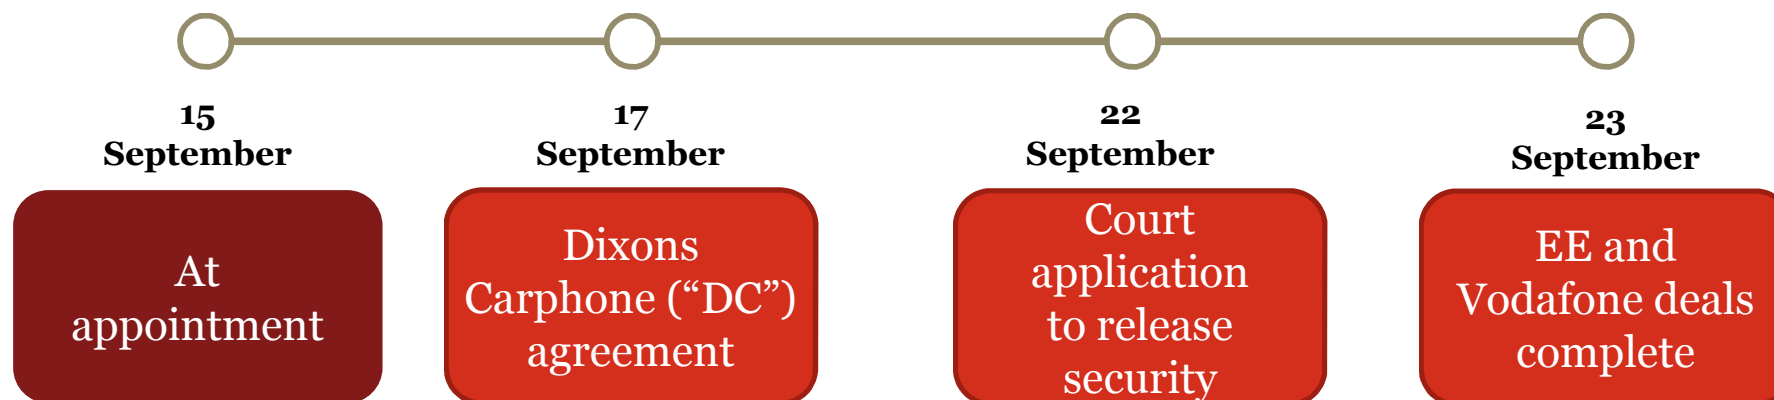 15
September
17
September
22
September
23
September
At
appointment
Dixons
Carphone (“DC”)
agreement
Court
application
to release
security
EE and
Vodafone deals
complete